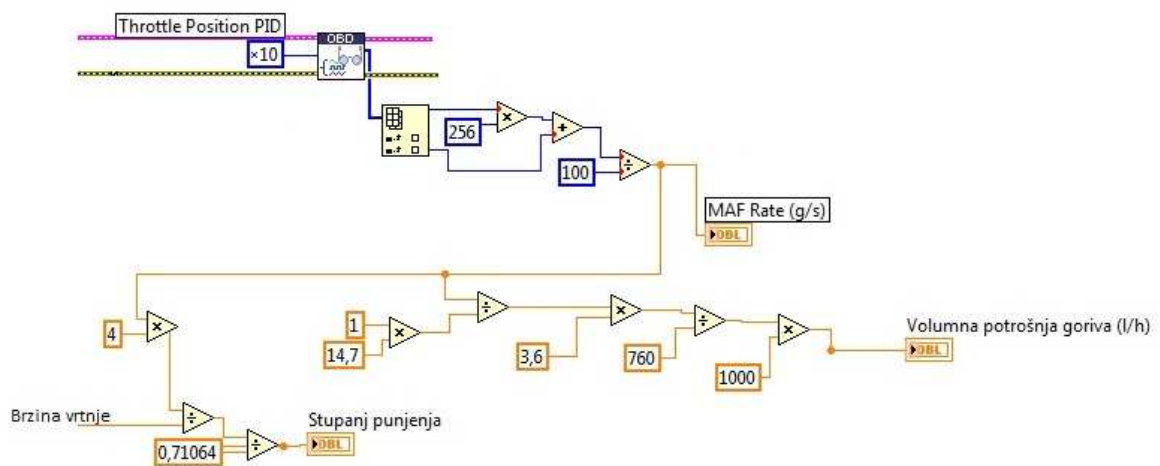 Throttle Position PID
OBD
×10
256
100
MAF Rate (g/s)
DBL
4
1
14,7
3,6
760
1000
Volumna potrošnja goriva (l/h)
DBL
Brzina vrtnje
0,71064
Stupanj punjenja
DBL